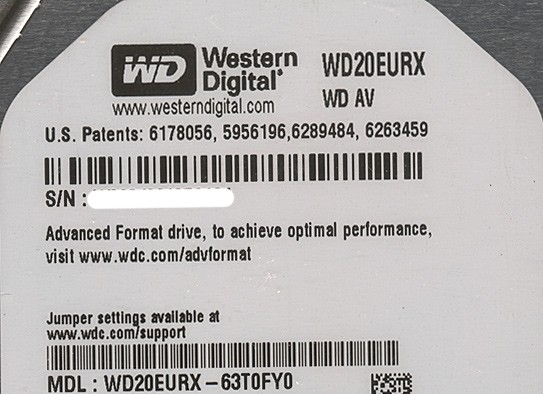 WD Western Digital® WD20EURX
www.westerndigital.com WD AV
U.S. Patents: 6178056, 5956196,6289484, 6263459
S/N :
Advanced Format drive, to achieve optimal performance,
visit www.wdc.com/advformat
Jumper settings available at
www.wdc.com/support
MDL : WD20EURX – 63T0FY0